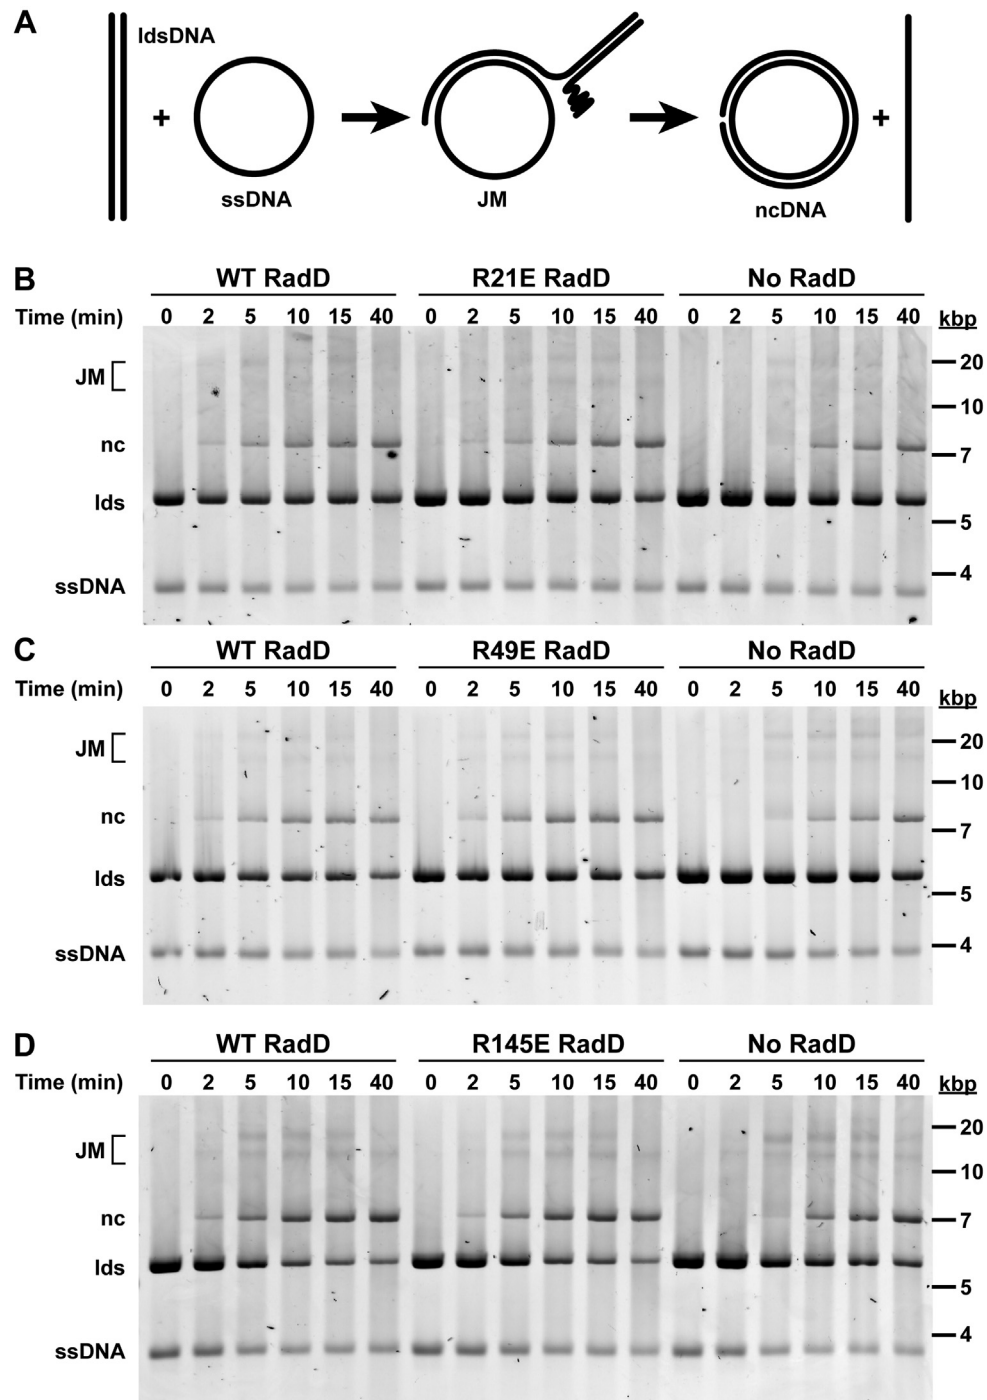 A
ldsDNA
+
ssDNA
JM
+
ncDNA
B
WT RadD R21E RadD No RadD
Time (min) 0 2 5 10 15 40 0 2 5 10 15 40 0 2 5 10 15 40 kbp
JM
20
10
nc
7
lds
5
ssDNA
4
C
WT RadD R49E RadD No RadD
Time (min) 0 2 5 10 15 40 0 2 5 10 15 40 0 2 5 10 15 40 kbp
JM
20
10
nc
7
lds
5
ssDNA
4
D
WT RadD R145E RadD No RadD
Time (min) 0 2 5 10 15 40 0 2 5 10 15 40 0 2 5 10 15 40 kbp
20
JM
10
nc
7
lds
5
4
ssDNA